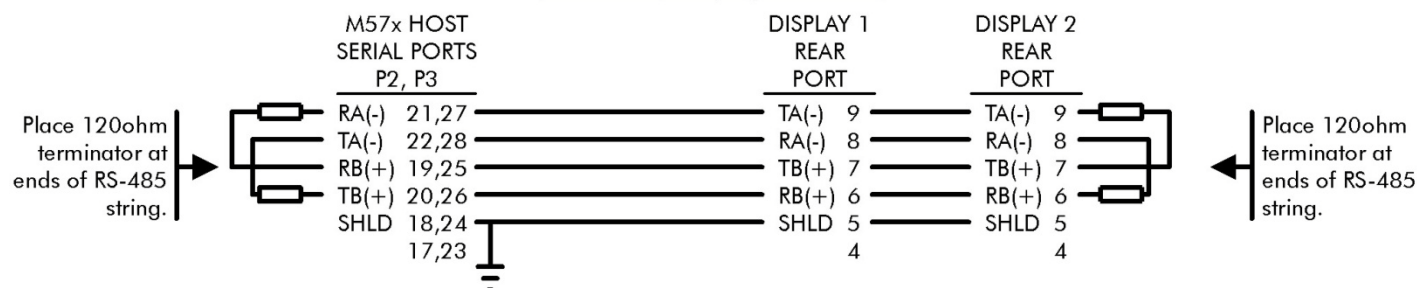 M57x HOST
SERIAL PORTS
P2, P3
DISPLAY 1
REAR
PORT
DISPLAY 2
REAR
PORT
Place 120ohm
terminator at
ends of RS-485
string.
RA(-) 21,27 TA(-) 9 TA(-) 9
TA(-) 22,28 RA(-) 8 RA(-) 8
RB(+) 19,25 TB(+) 7 TB(+) 7
TB(+) 20,26 RB(+) 6 RB(+) 6
SHLD 18,24 SHLD 5 SHLD 5
17,23 4 4
Place 120ohm
terminator at
ends of RS-485
string.